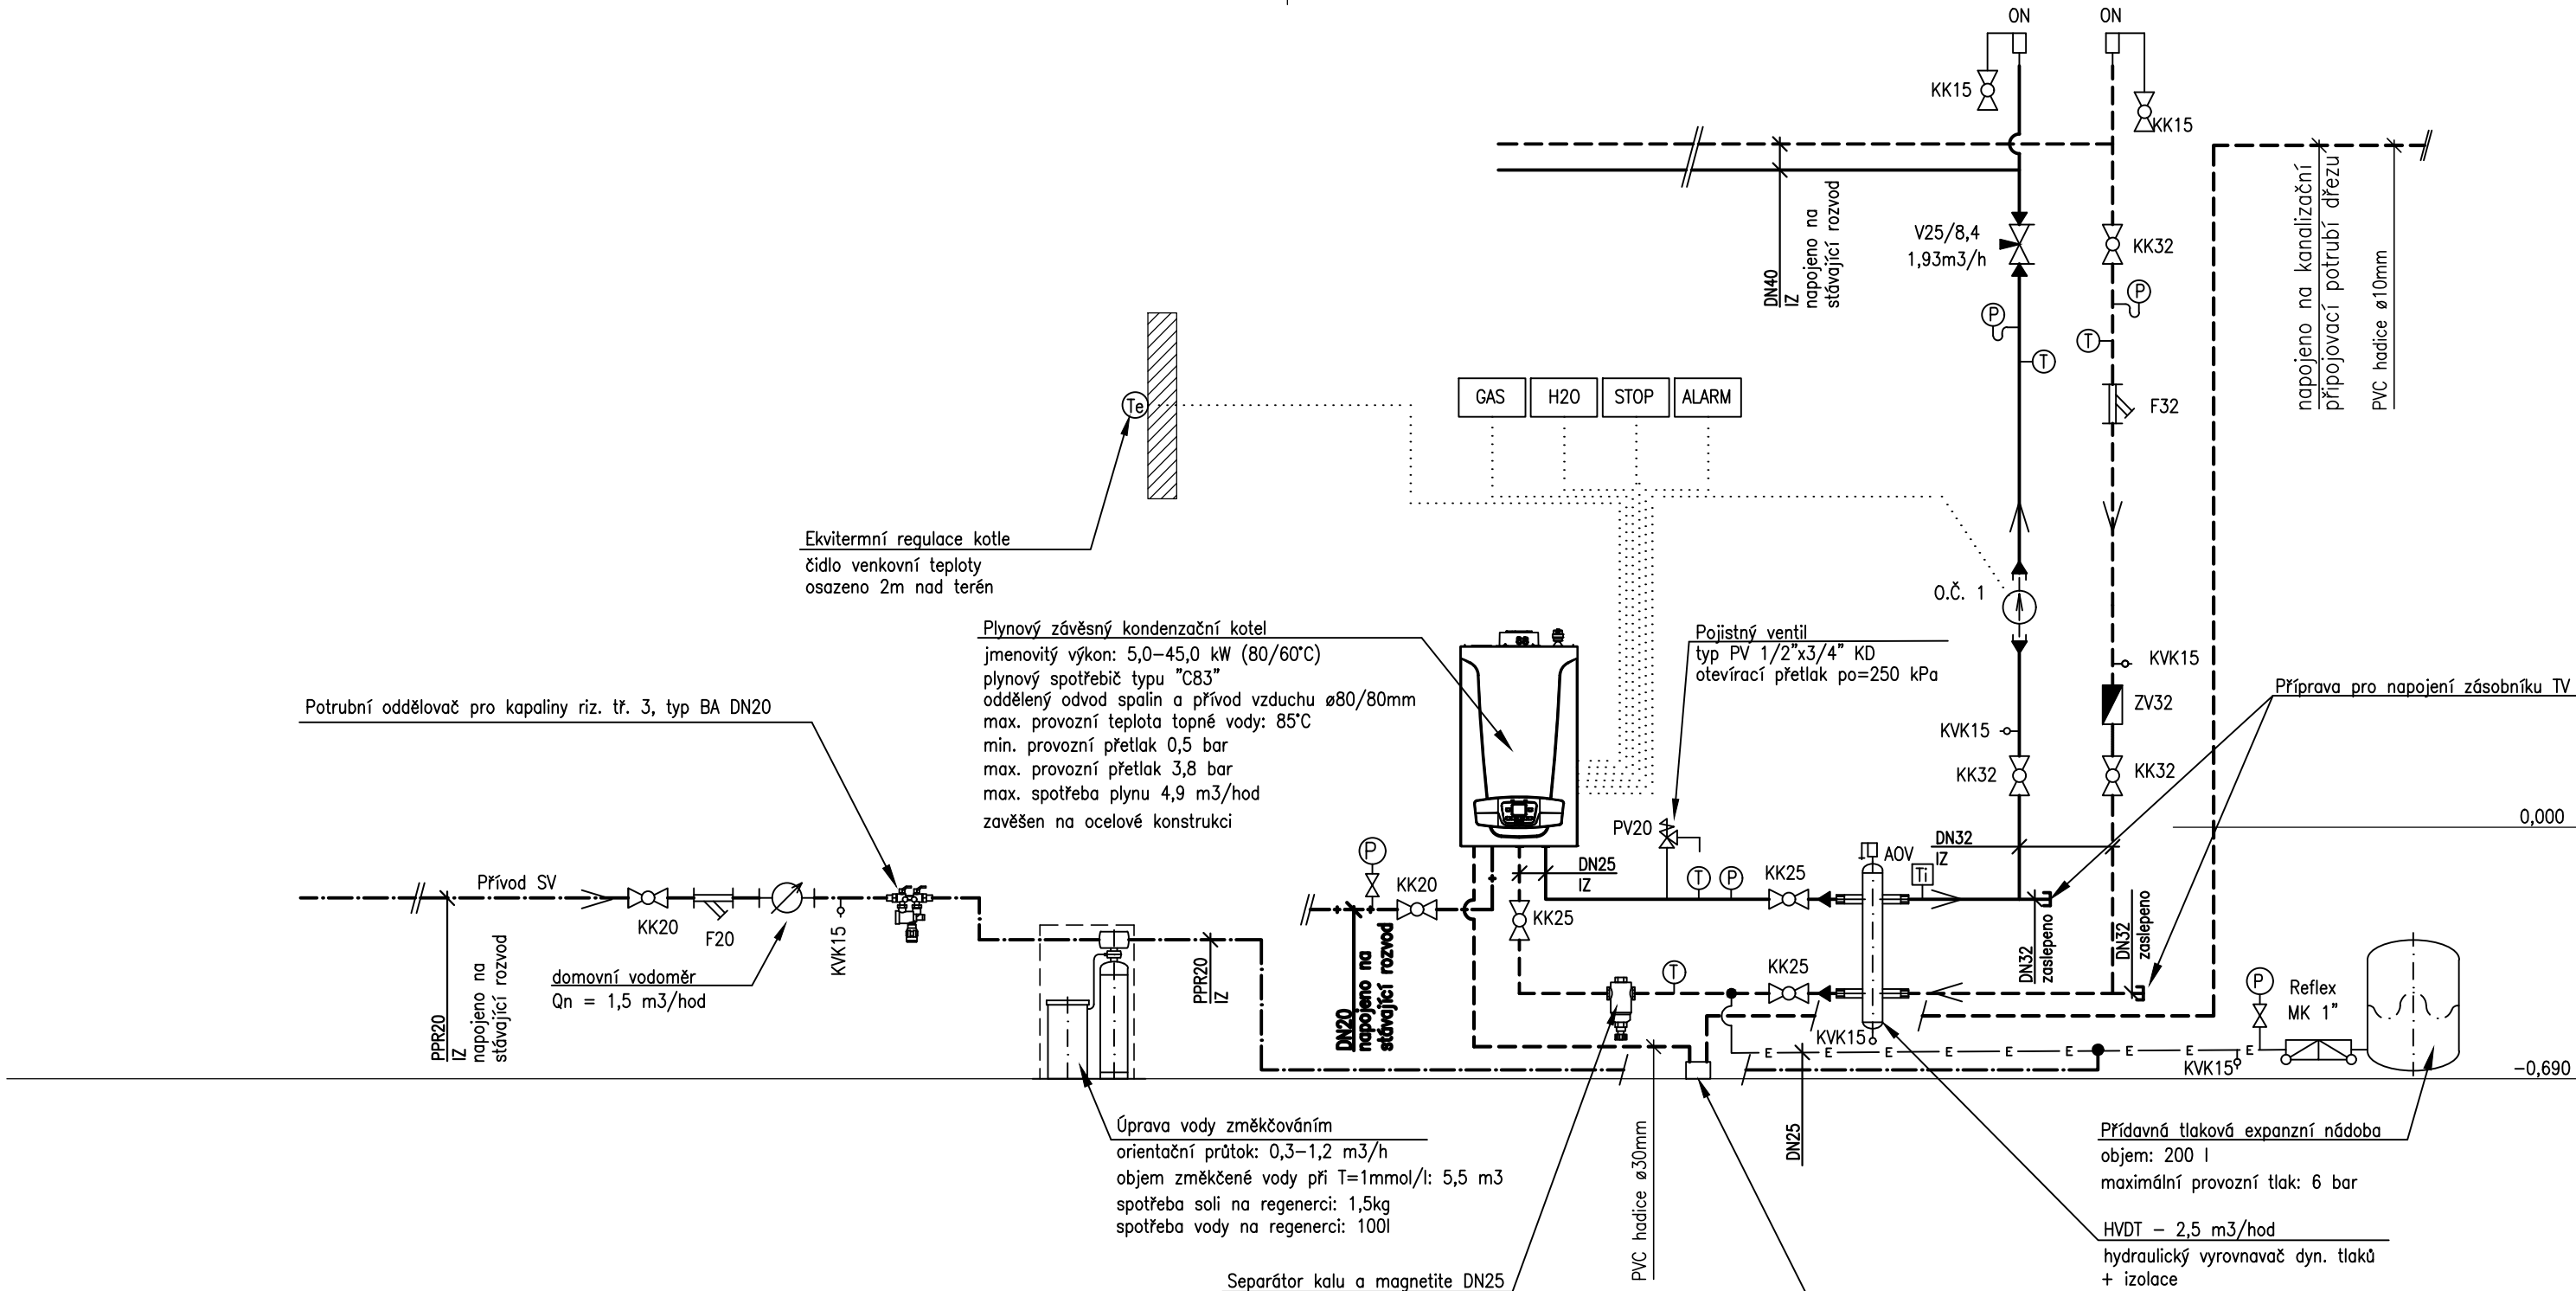 ON
ON
KK15
KK15
DN40
IZ
napojeno na
stávající rozvod
V25/8,4
1,93m3/h
KK32
P
P
T
T
F32
napojeno na kanalizační
připojovací potrubí dřezu
PVC hadice ø10mm
GAS
H2O
STOP
ALARM
Te
Ekvitermní regulace kotle
čidlo venkovní teploty
osazeno 2m nad terén
O.Č. 1
Plynový závěsný kondenzační kotel
jmenovitý výkon: 5,0–45,0 kW (80/60°C)
plynový spotřebič typu "C83"
oddělený odvod spalin a přívod vzduchu ø80/80mm
max. provozní teplota topné vody: 85°C
min. provozní přetlak 0,5 bar
max. provozní přetlak 3,8 bar
max. spotřeba plynu 4,9 m3/hod
zavěšen na ocelové konstrukci
Pojistný ventil
typ PV 1/2"x3/4" KD
otevírací přetlak po=250 kPa
KVK15
ZV32
KVK15
KK32
KK32
Příprava pro napojení zásobníku TV
Potrubní oddělovač pro kapaliny riz. tř. 3, typ BA DN20
0,000
PV20
P
KK20
DN25
IZ
KK25
T
P
KK25
AOV
Ti
DN32
IZ
DN32
zaslepeno
DN32
zaslepeno
Přívod SV
KK20
F20
KVK15
domovní vodoměr
Qn = 1,5 m3/hod
PPR20
IZ
napojeno na
stávající rozvod
PPR20
IZ
DN20
napojeno na
stávající rozvod
T
KK25
KVK15
P
Reflex
MK 1"
E
E
E
E
E
E
E
E
E
KVK15
-0,690
DN25
PVC hadice ø30mm
Úprava vody změkčováním
orientační průtok: 0,3–1,2 m3/h
objem změkčené vody při T=1mmol/l: 5,5 m3
spotřeba soli na regenerci: 1,5kg
spotřeba vody na regenerci: 100l
Separátor kalu a magnetite DN25
Přídavná tlaková expanzní nádoba
objem: 200 l
maximální provozní tlak: 6 bar
HVDT – 2,5 m3/hod
hydraulický vyrovnavač dyn. tlaků
+ izolace